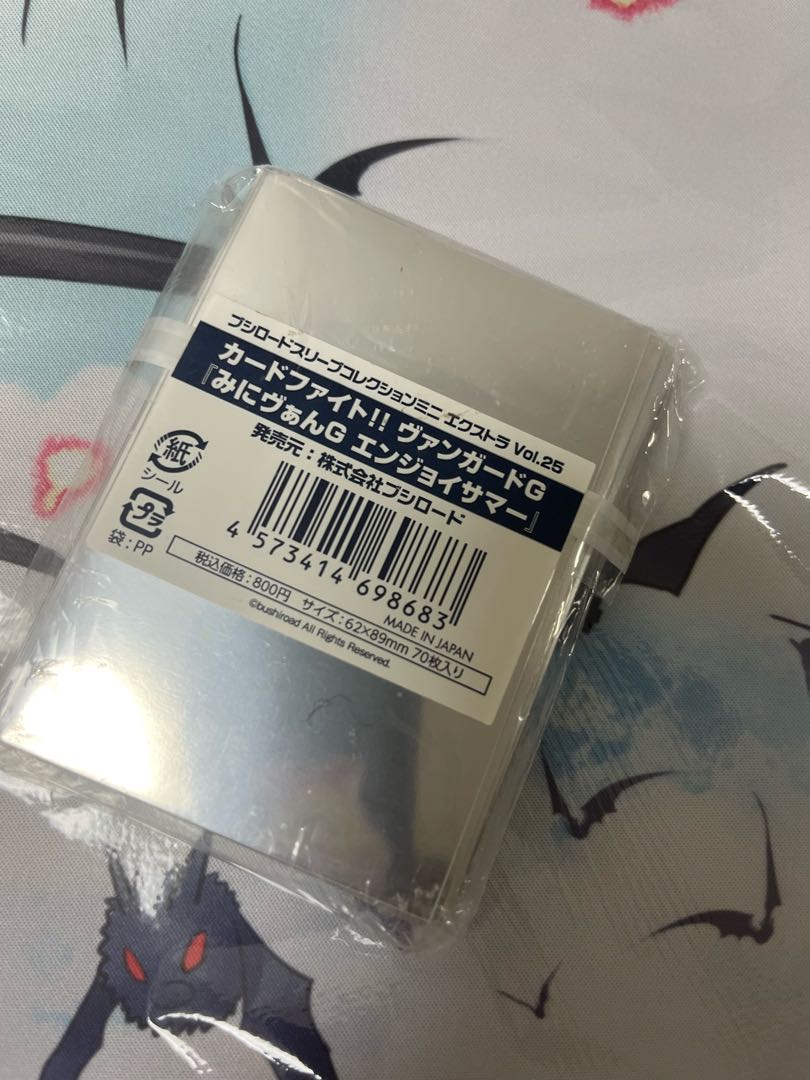 ブシロードスリーブコレクションミニ エクストラ Vol.25
カードファイト!! ヴァンガードG
『みにヴぁんG エンジョイサマー』
発売元：株式会社ブシロード
紙
シール
プラ
袋：PP
4 573414 698683
MADE IN JAPAN
税込価格：800円 サイズ：62×89mm 70枚入り
©bushiroad All Rights Reserved.